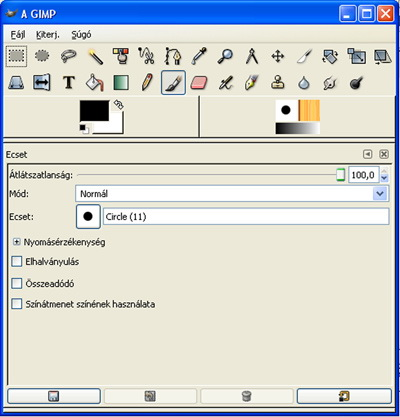 A GIMP
Fájl Kiterj. Súgó
Ecset
Átlátszatlanság: 100,0
Mód: Normál
Ecset: Circle (11)
Nyomásérzékenység
Elhalványulás
Összeadódó
Színátmenet színének használata